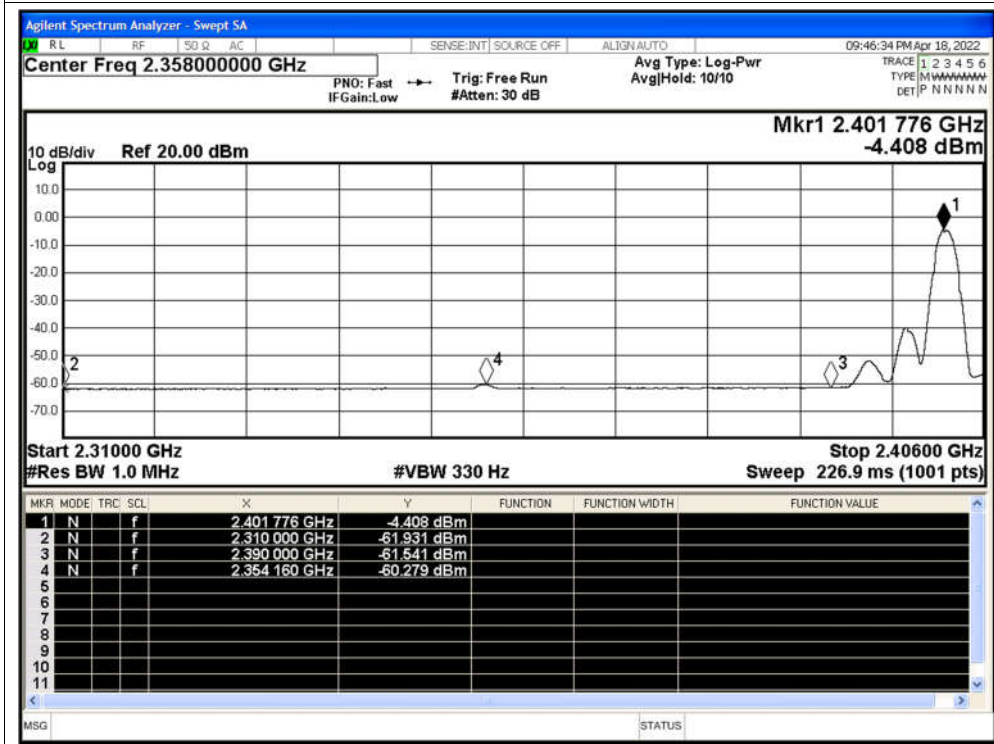 Agilent Spectrum Analyzer - Swept SA
LXI RL RF 50 Ω AC SENSE:INT SOURCE OFF ALIGN AUTO 09:46:34 PM Apr 18, 2022
Center Freq 2.358000000 GHz Avg Type: Log-Pwr TRACE 1 2 3 4 5 6
PNO: Fast Trig: Free Run Avg|Hold: 10/10 TYPE M
IFGain:Low #Atten: 30 dB DET P N N N N N
Mkr1 2.401 776 GHz
10 dB/div Ref 20.00 dBm -4.408 dBm
Log
10.0
0.00 1
-10.0
-20.0
-30.0
-40.0
-50.0 2 4 3
-60.0
-70.0
Start 2.31000 GHz Stop 2.40600 GHz
#Res BW 1.0 MHz #VBW 330 Hz Sweep 226.9 ms (1001 pts)
MKR MODE TRC SCL X Y FUNCTION FUNCTION WIDTH FUNCTION VALUE
1 N f 2.401 776 GHz -4.408 dBm
2 N f 2.310 000 GHz -61.931 dBm
3 N f 2.390 000 GHz -61.541 dBm
4 N f 2.354 160 GHz -60.279 dBm
5
6
7
8
9
10
11
MSG STATUS